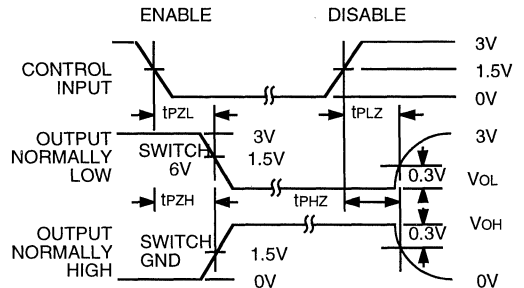 ENABLE DISABLE
3V
CONTROL 1.5V
INPUT 0V
tPZL tPLZ
OUTPUT 3V 3V
NORMALLY SWITCH 1.5V
LOW 6V 0.3V VOL
tPZH tPHZ
VOH
OUTPUT SWITCH 0.3V
NORMALLY GND 1.5V
HIGH 0V 0V